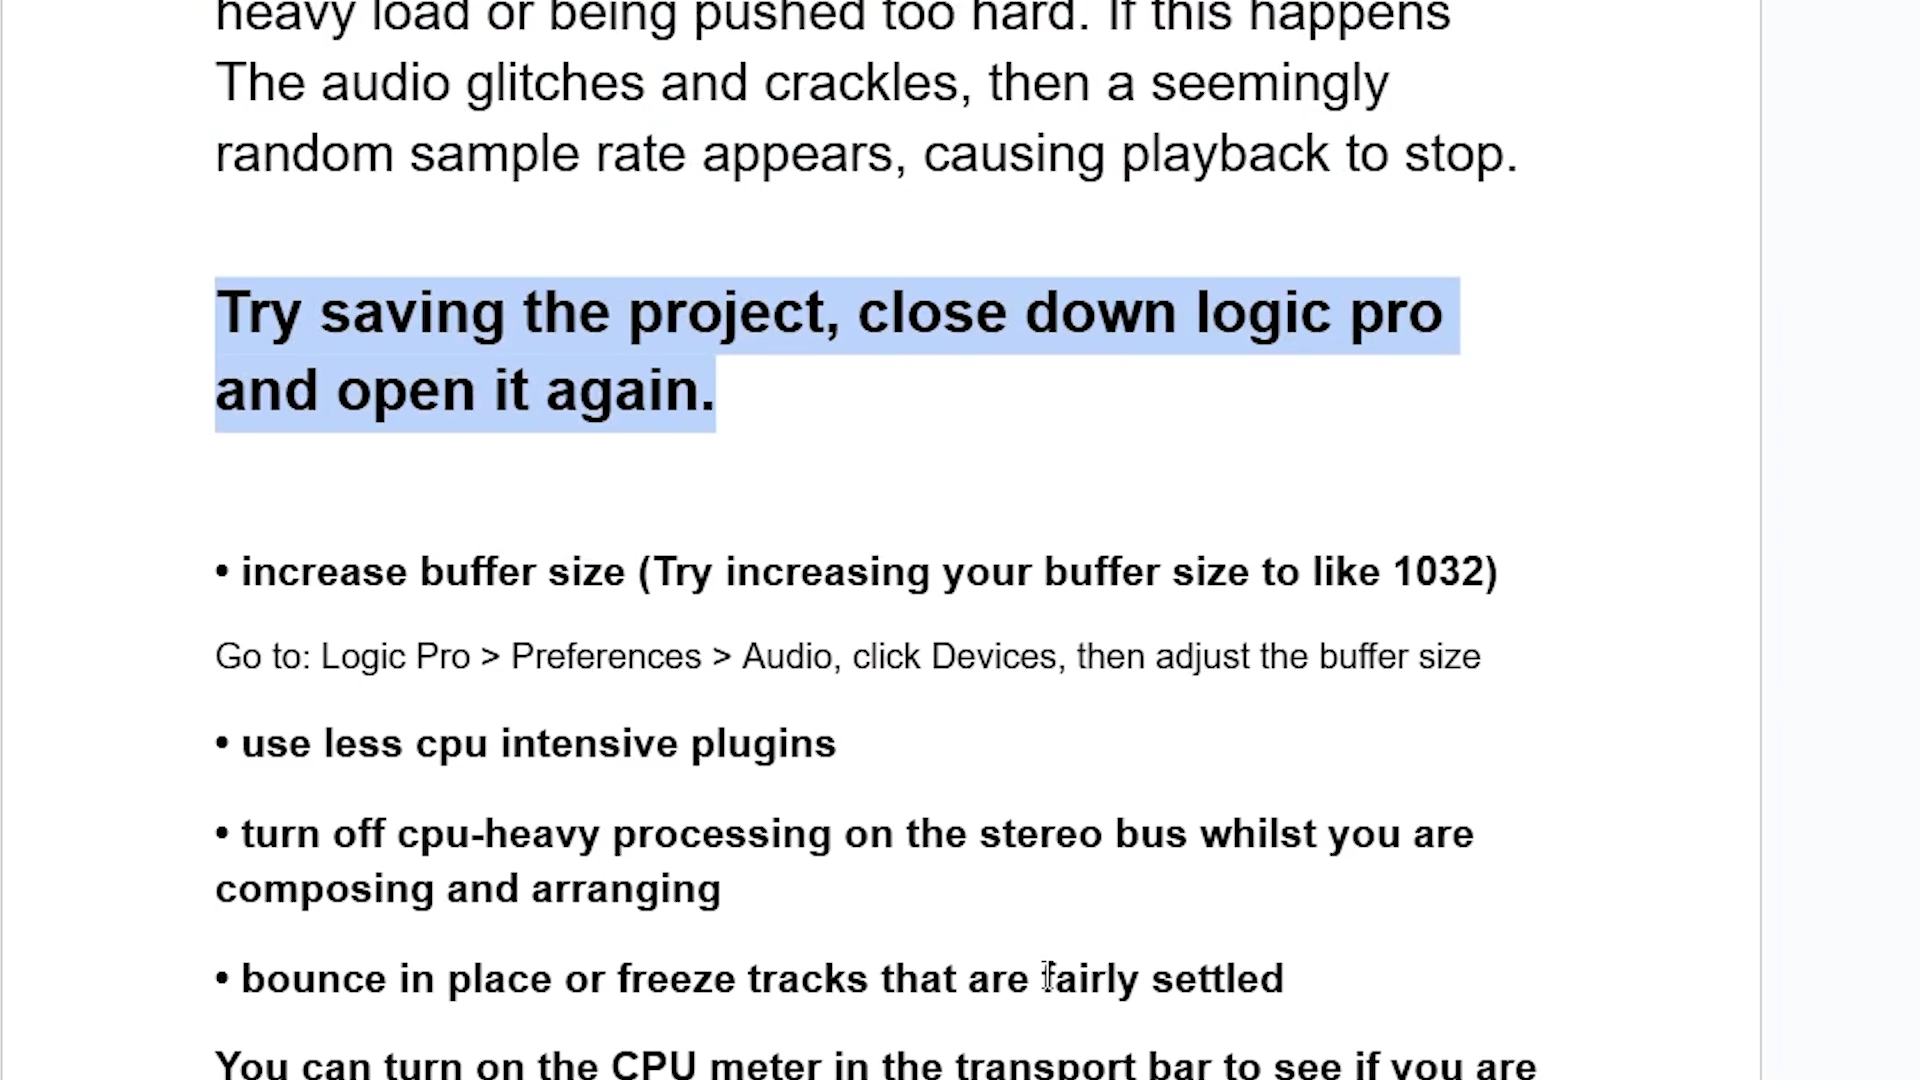 heavy load or being pushed too hard. If this happens
The audio glitches and crackles, then a seemingly
random sample rate appears, causing playback to stop.
Try saving the project, close down logic pro
and open it again.
• increase buffer size (Try increasing your buffer size to like 1032)
Go to: Logic Pro > Preferences > Audio, click Devices, then adjust the buffer size
• use less cpu intensive plugins
• turn off cpu-heavy processing on the stereo bus whilst you are
composing and arranging
• bounce in place or freeze tracks that are fairly settled
You can turn on the CPU meter in the transport bar to see if you are